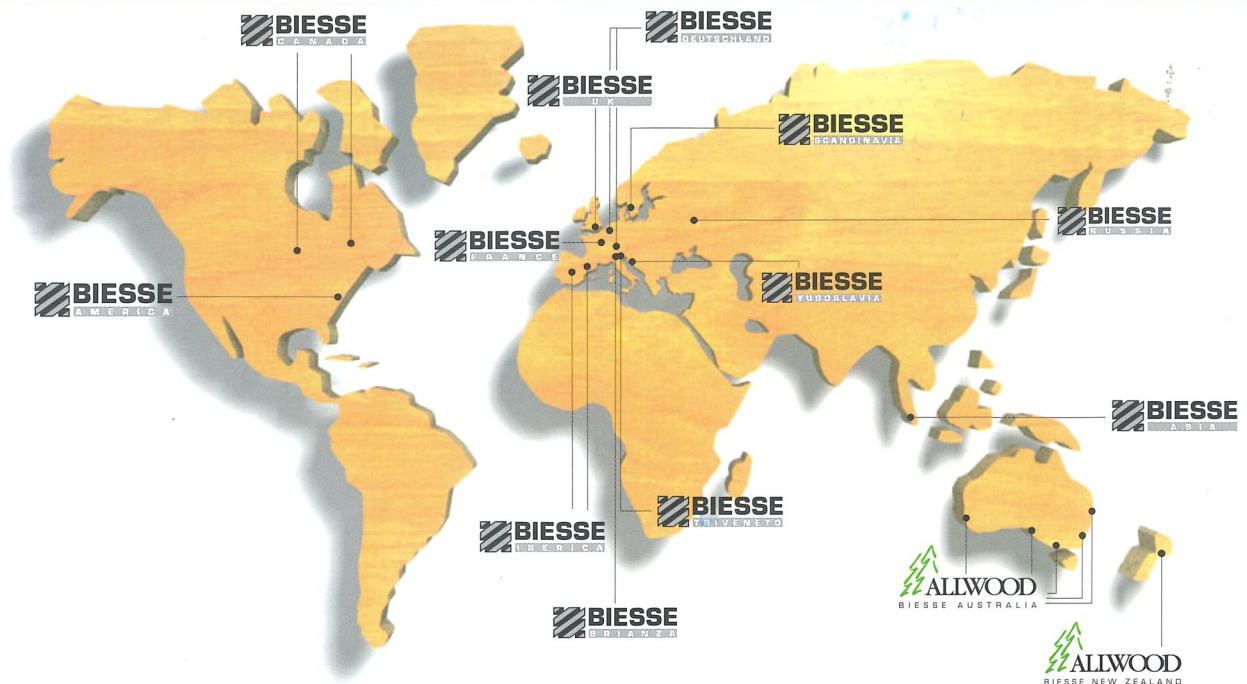 BIESSE
CANADA
BIESSE
DEUTSCHLAND
BIESSE
UK
BIESSE
SCANDINAVIA
BIESSE
RUSSIA
BIESSE
FRANCE
BIESSE
YUGOSLAVIA
BIESSE
AMERICA
BIESSE
ASIA
BIESSE
TRIVENETO
BIESSE
IBERICA
ALLWOOD
BIESSE AUSTRALIA
BIESSE
BRIANZA
ALLWOOD
BIESSE NEW ZEALAND